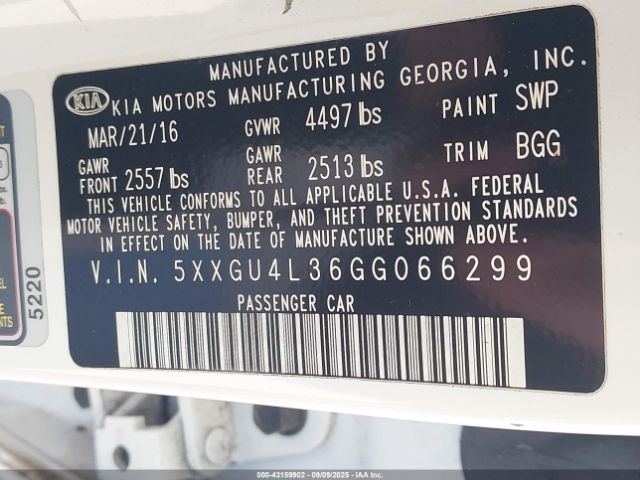 MANUFACTURED BY
KIA KIA MOTORS MANUFACTURING GEORGIA, INC.
MAR/21/16 GVWR 4497 lbs PAINT SWP
GAWR FRONT 2557 lbs GAWR REAR 2513 lbs TRIM BGG
THIS VEHICLE CONFORMS TO ALL APPLICABLE U.S.A. FEDERAL
MOTOR VEHICLE SAFETY, BUMPER, AND THEFT PREVENTION STANDARDS
IN EFFECT ON THE DATE OF MANUFACTURE SHOWN ABOVE.
V.I.N. 5XXGU4L36GG066299
PASSENGER CAR
5220
000-43159902 - 09/09/2025 - IAAI.COM